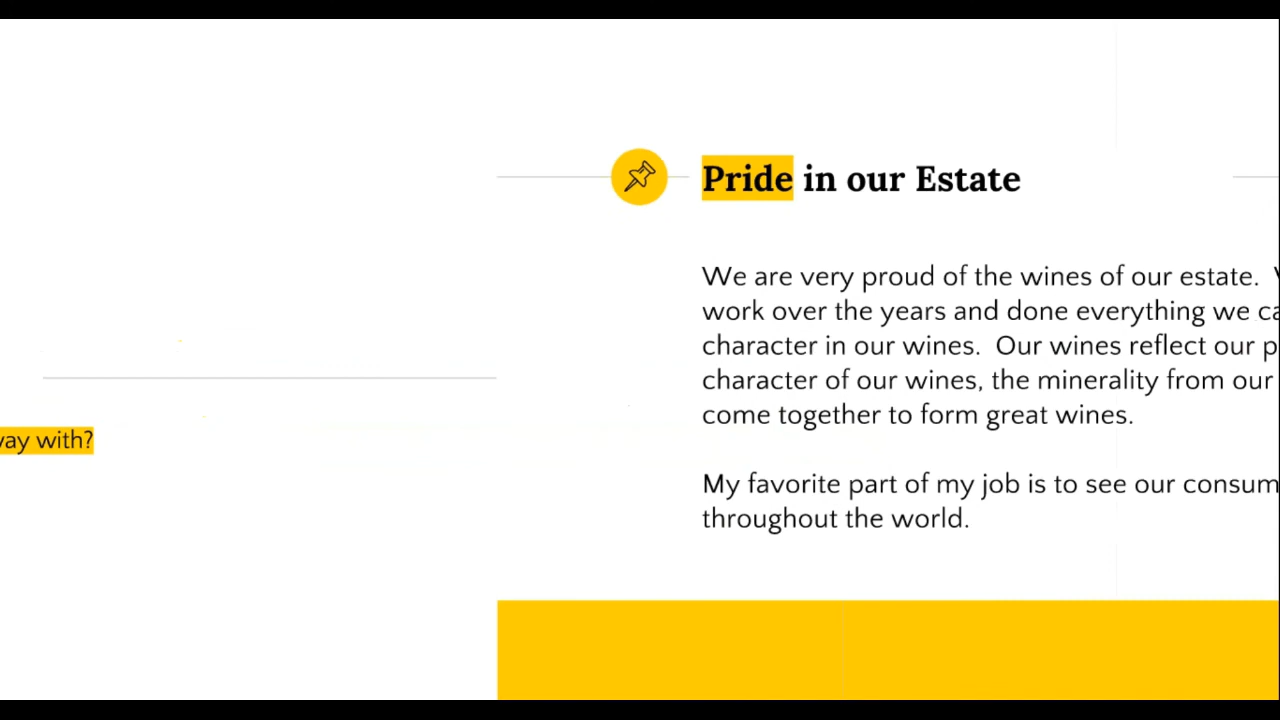 Pride in our Estate
We are very proud of the wines of our estate.
work over the years and done everything we
character in our wines.  Our wines reflect our
character of our wines, the minerality from our
come together to form great wines.
way with?
My favorite part of my job is to see our
throughout the world.